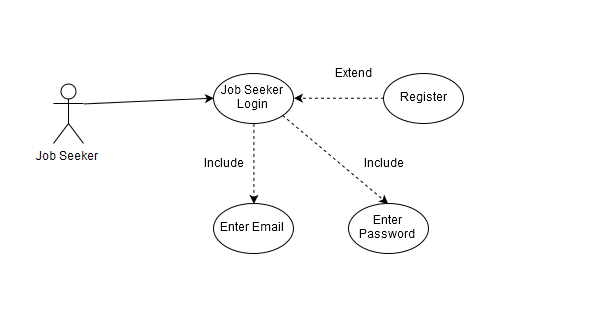 Extend
Job Seeker
Login
Register
Job Seeker
Include
Include
Enter Email
Enter
Password